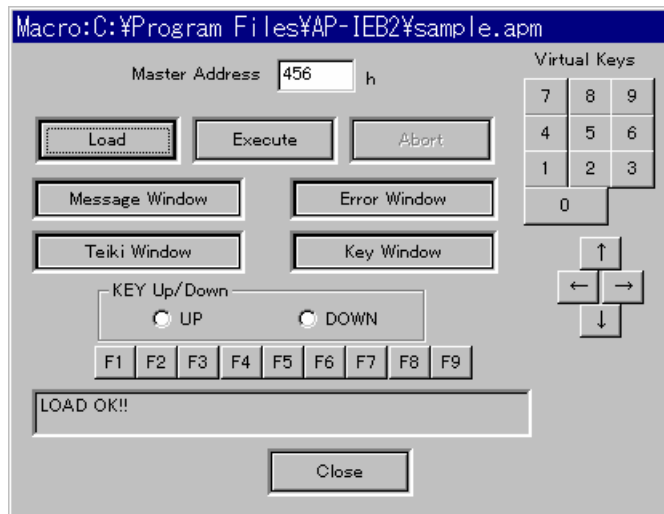 Macro:C:¥Program Files¥AP-IEB2¥sample.apm
Master Address 456 h
Virtual Keys
7 8 9
4 5 6
1 2 3
0
↑
← →
↓
Load Execute Abort
Message Window Error Window
Teiki Window Key Window
KEY Up/Down
UP DOWN
F1 F2 F3 F4 F5 F6 F7 F8 F9
LOAD OK!!
Close